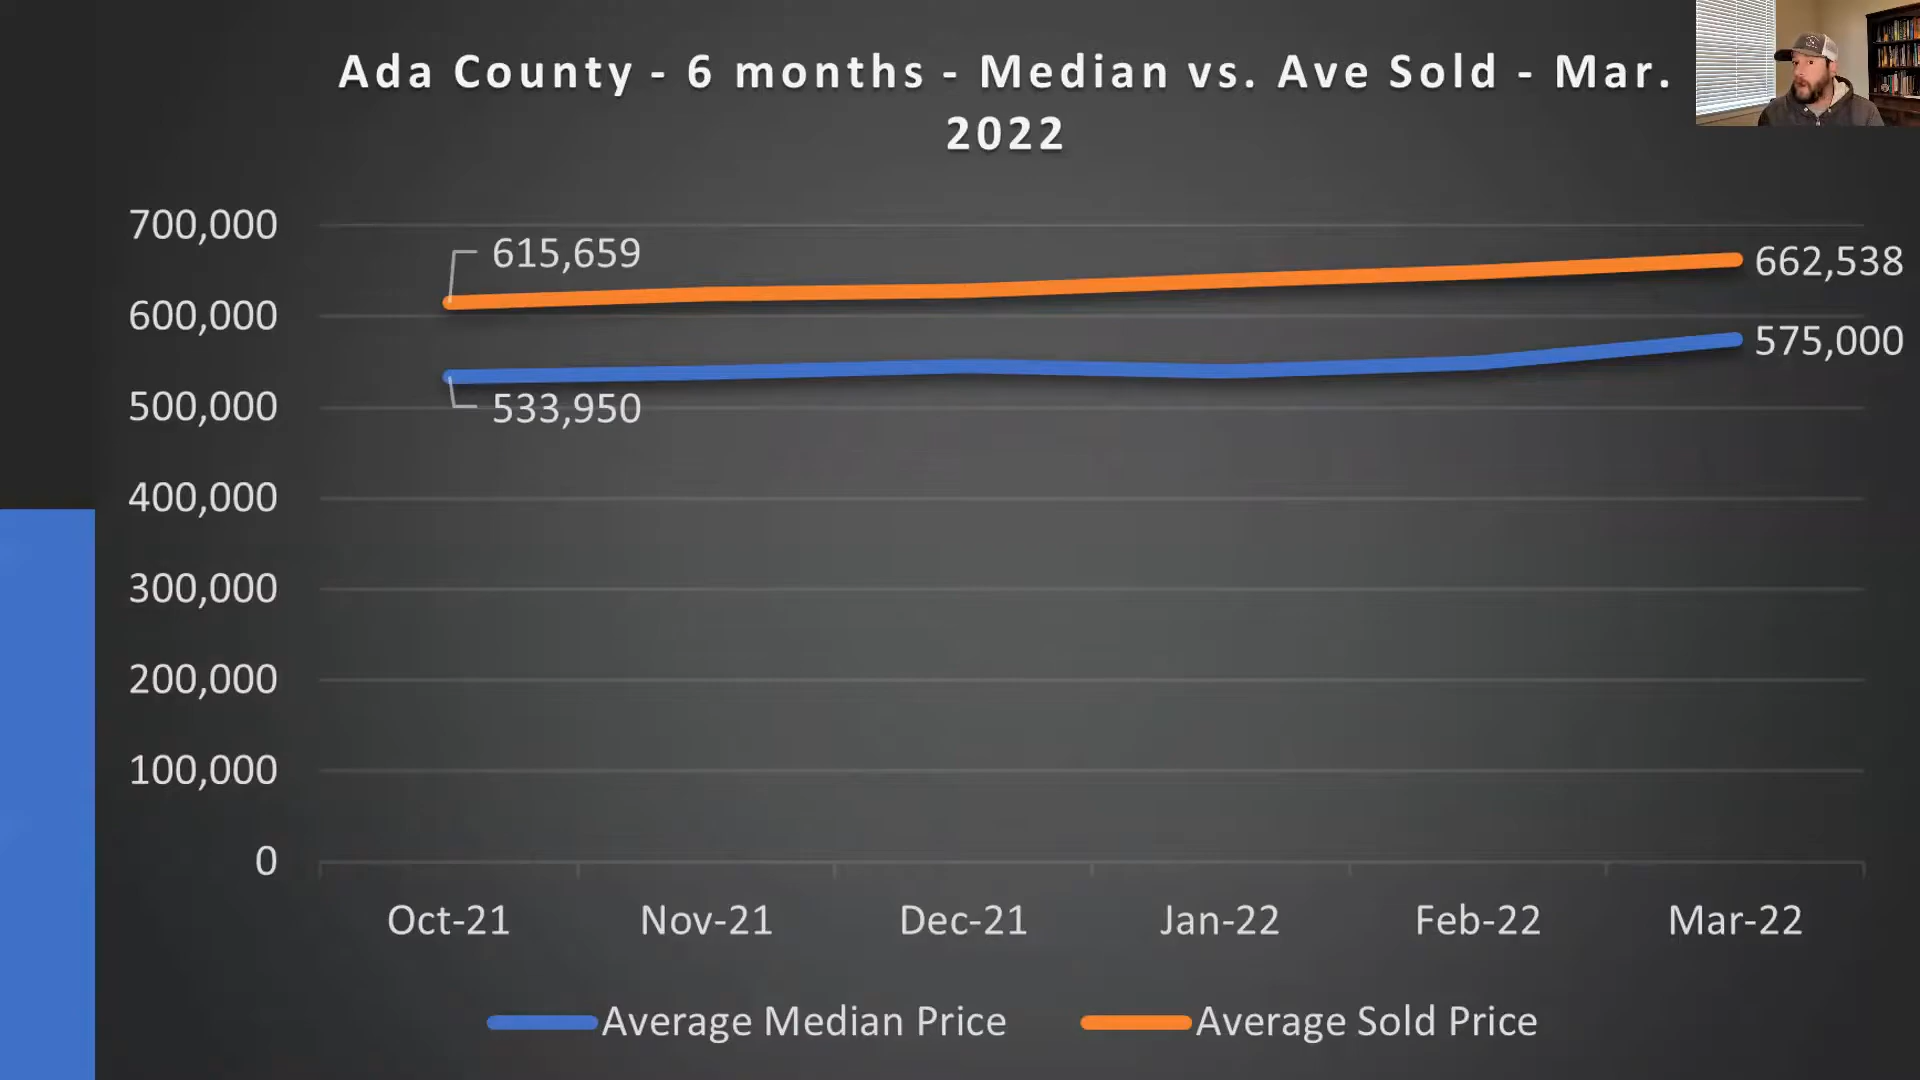 Ada County - 6 months - Median vs. Ave Sold - Mar.
2022
700,000
600,000
500,000
400,000
300,000
200,000
100,000
0
615,659
662,538
533,950
575,000
Oct-21
Nov-21
Dec-21
Jan-22
Feb-22
Mar-22
Average Median Price
Average Sold Price